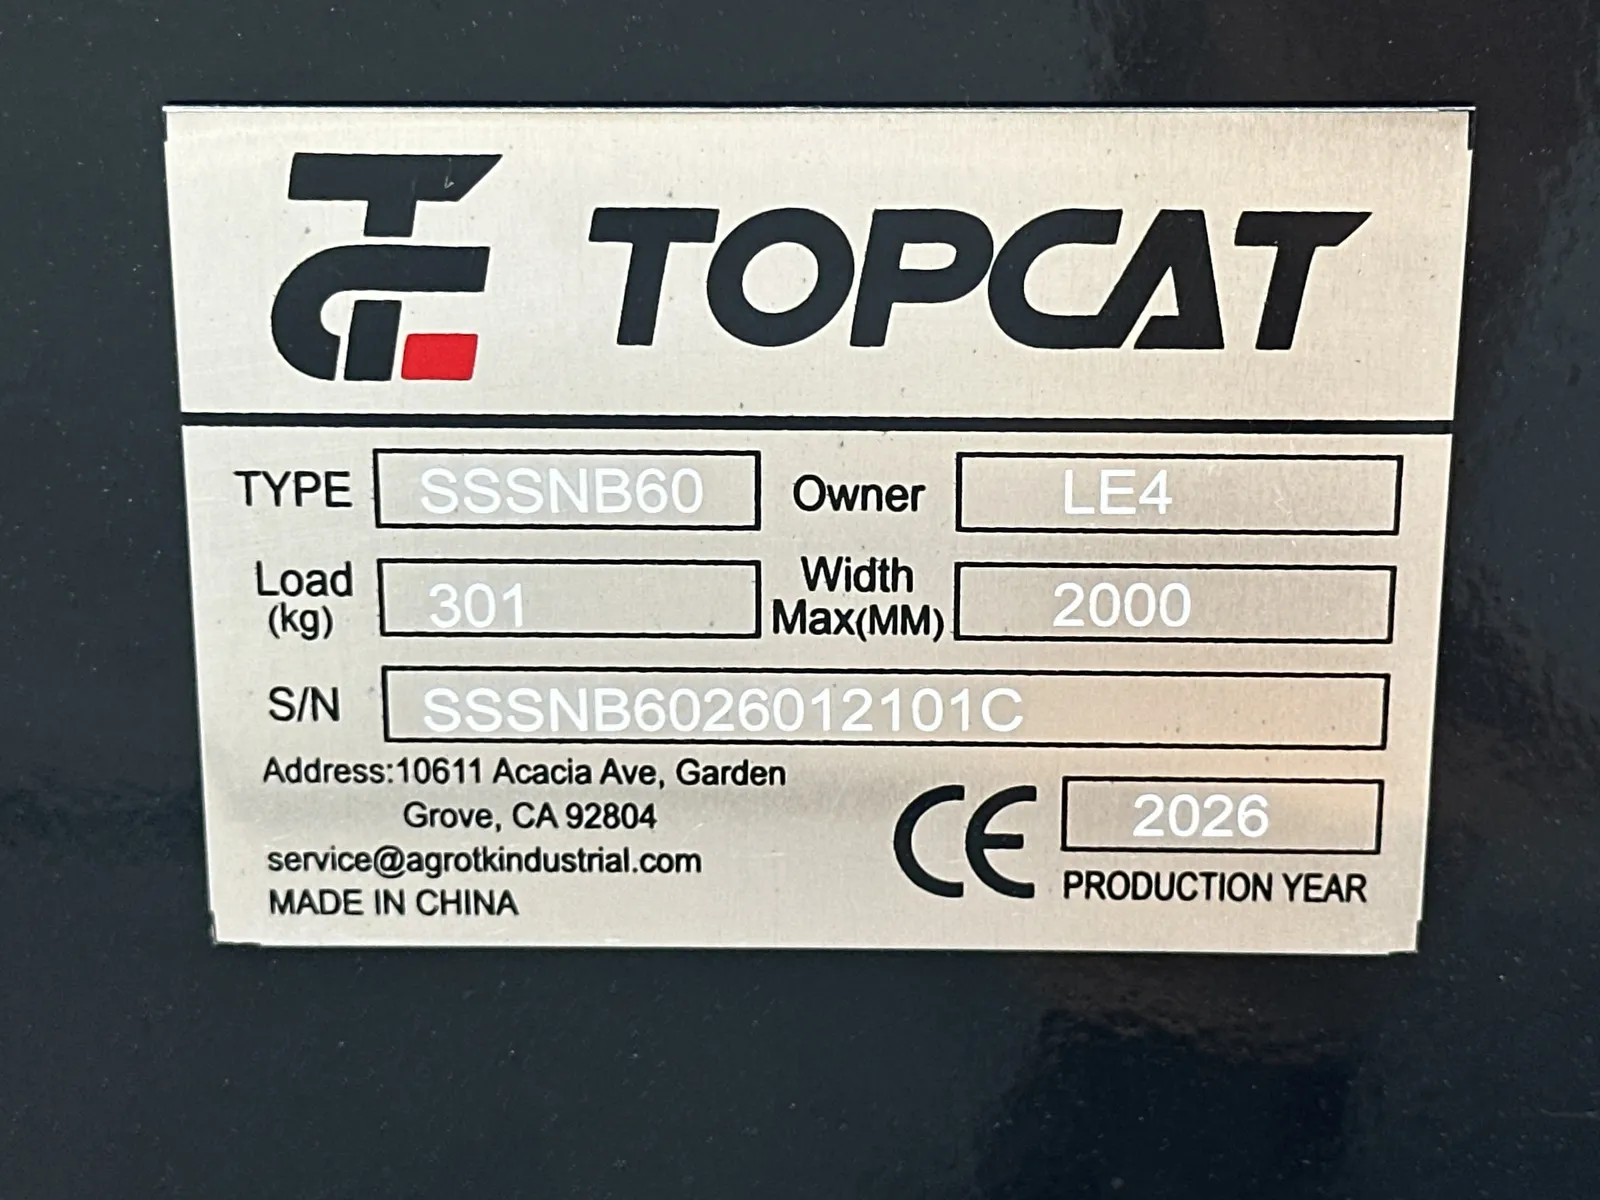 TOPCAT
TYPE SSSNB60 Owner LE4
Load (kg) 301 Width Max(MM) 2000
S/N SSSNB6026012101C
Address:10611 Acacia Ave, Garden
Grove, CA 92804
service@agrotkindustrial.com
MADE IN CHINA
CE 2026
PRODUCTION YEAR